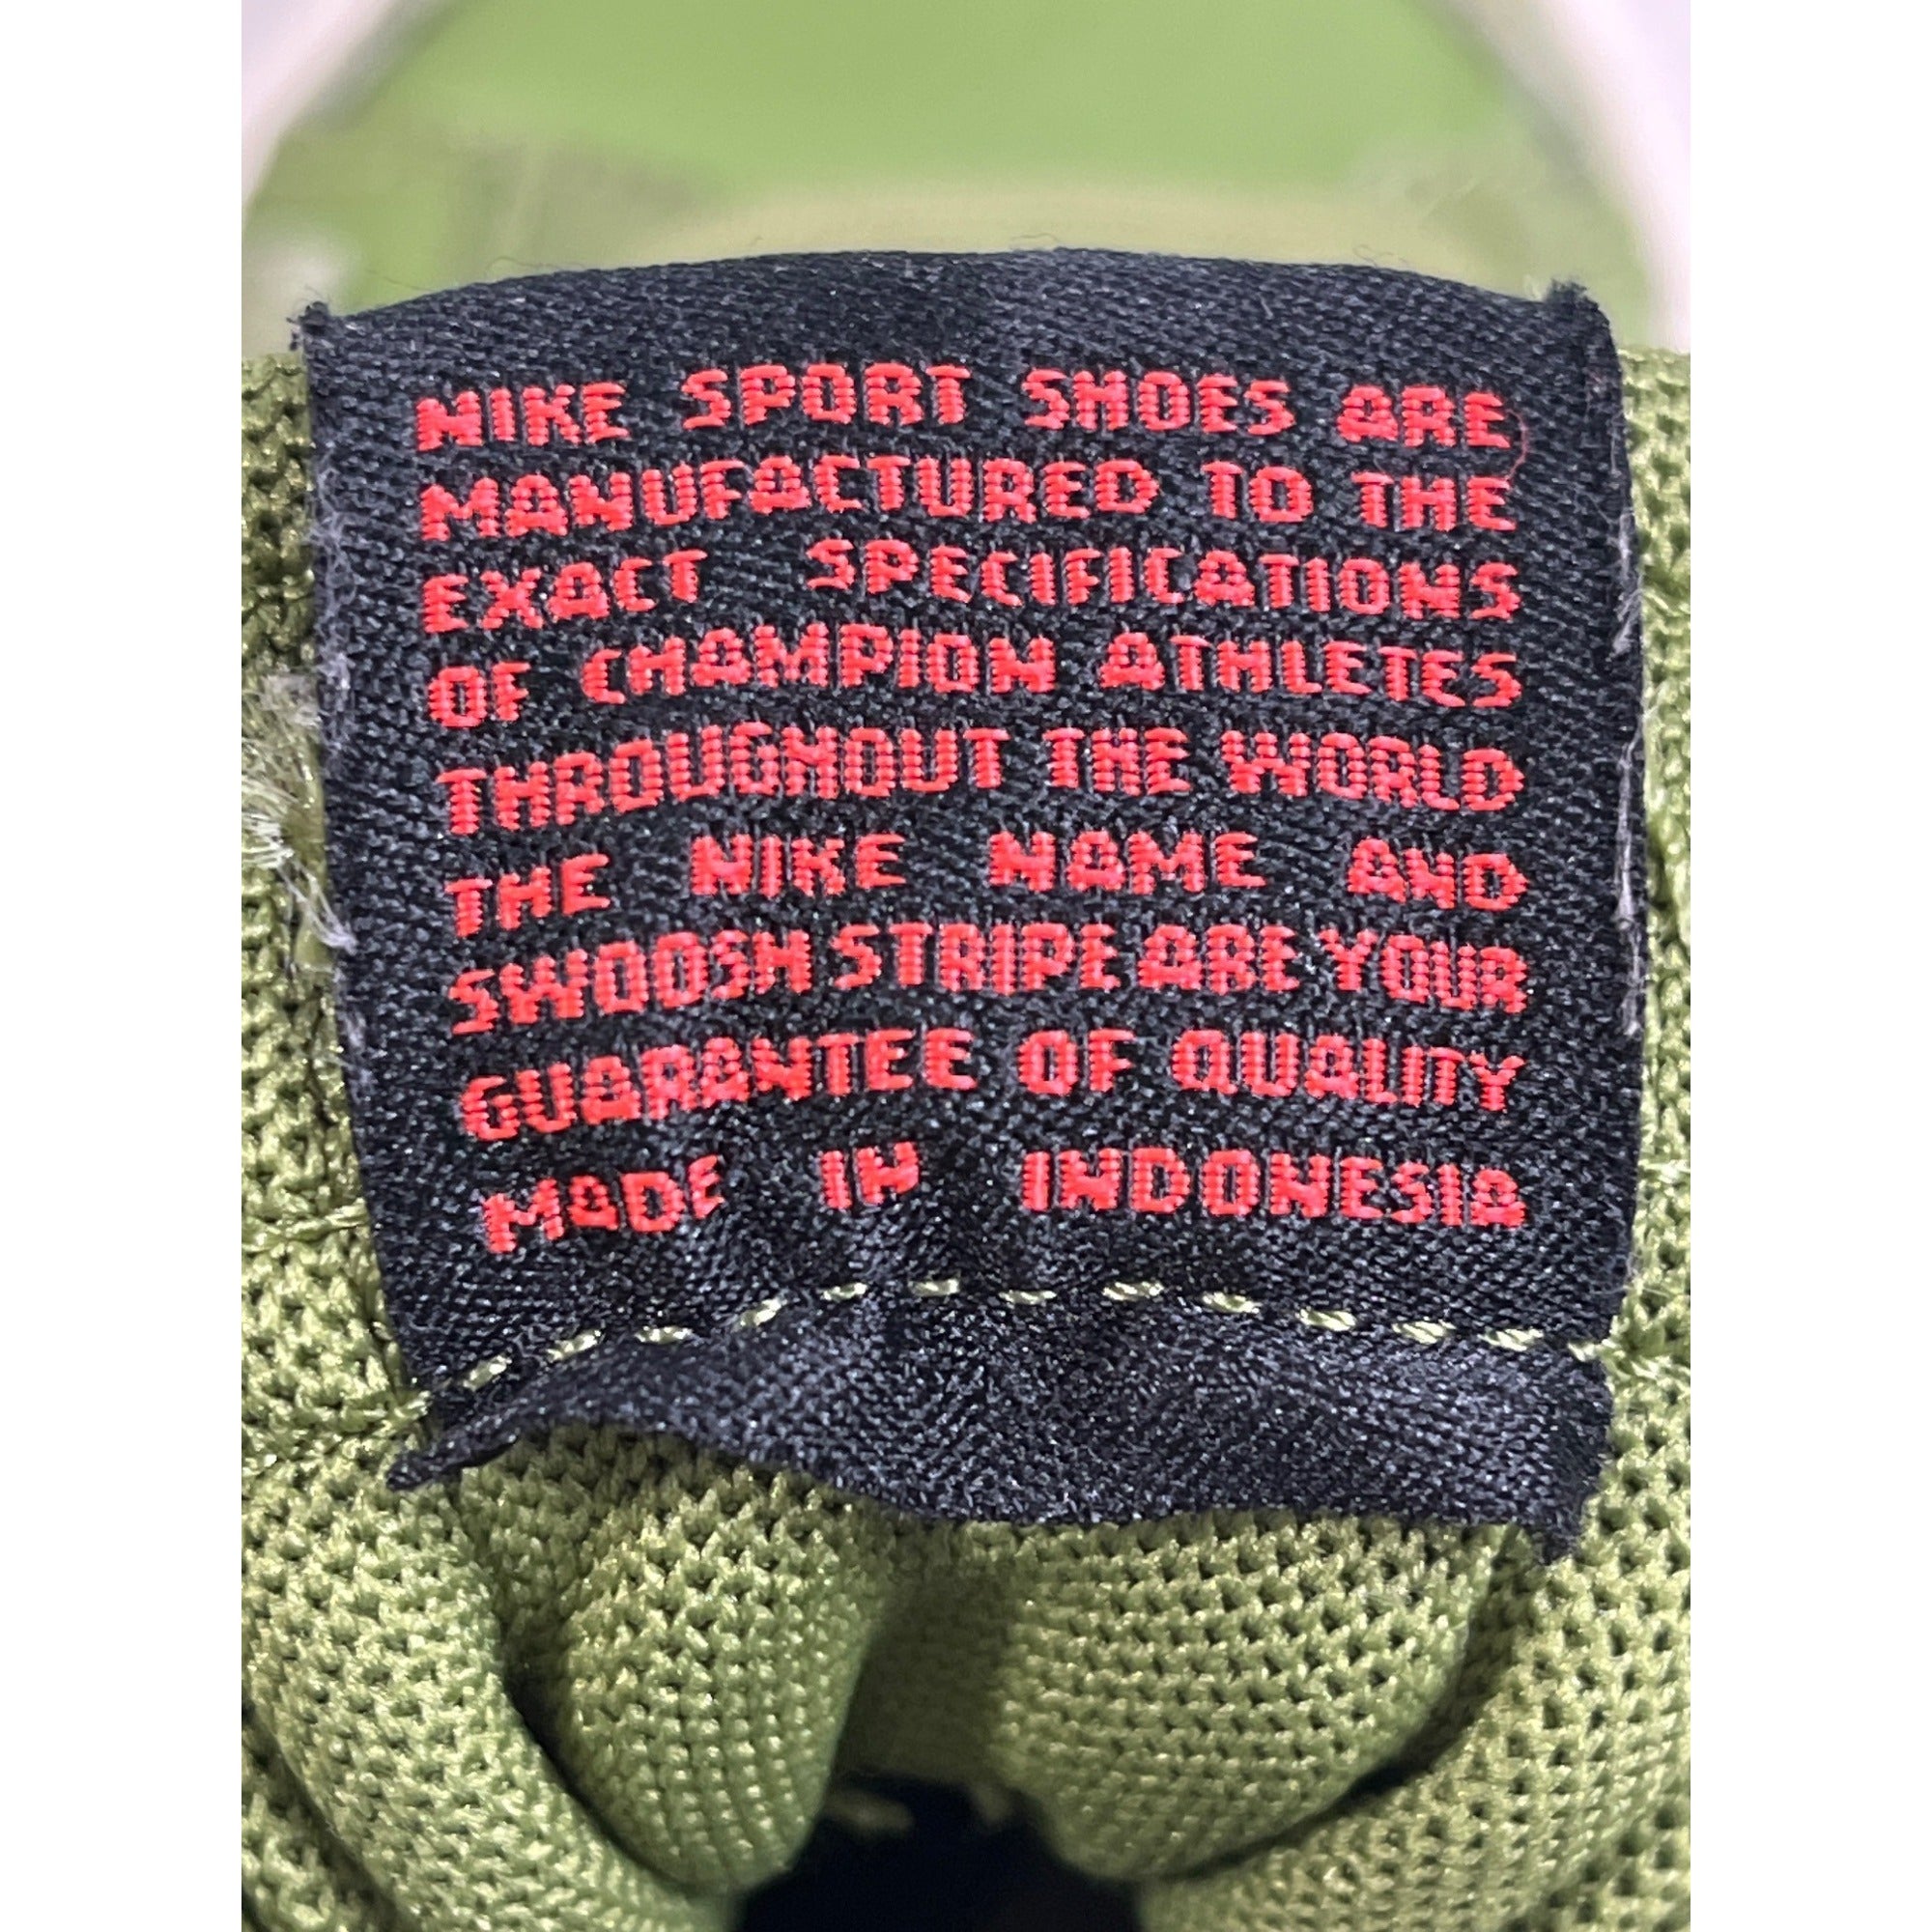 NIKE SPORT SHOES ARE
MANUFACTURED TO THE
EXACT SPECIFICATIONS
OF CHAMPION ATHLETES
THROUGHOUT THE WORLD
THE NIKE NAME AND
SWOOSH STRIPE ARE YOUR
GUARANTEE OF QUALITY
MADE IN INDONESIA